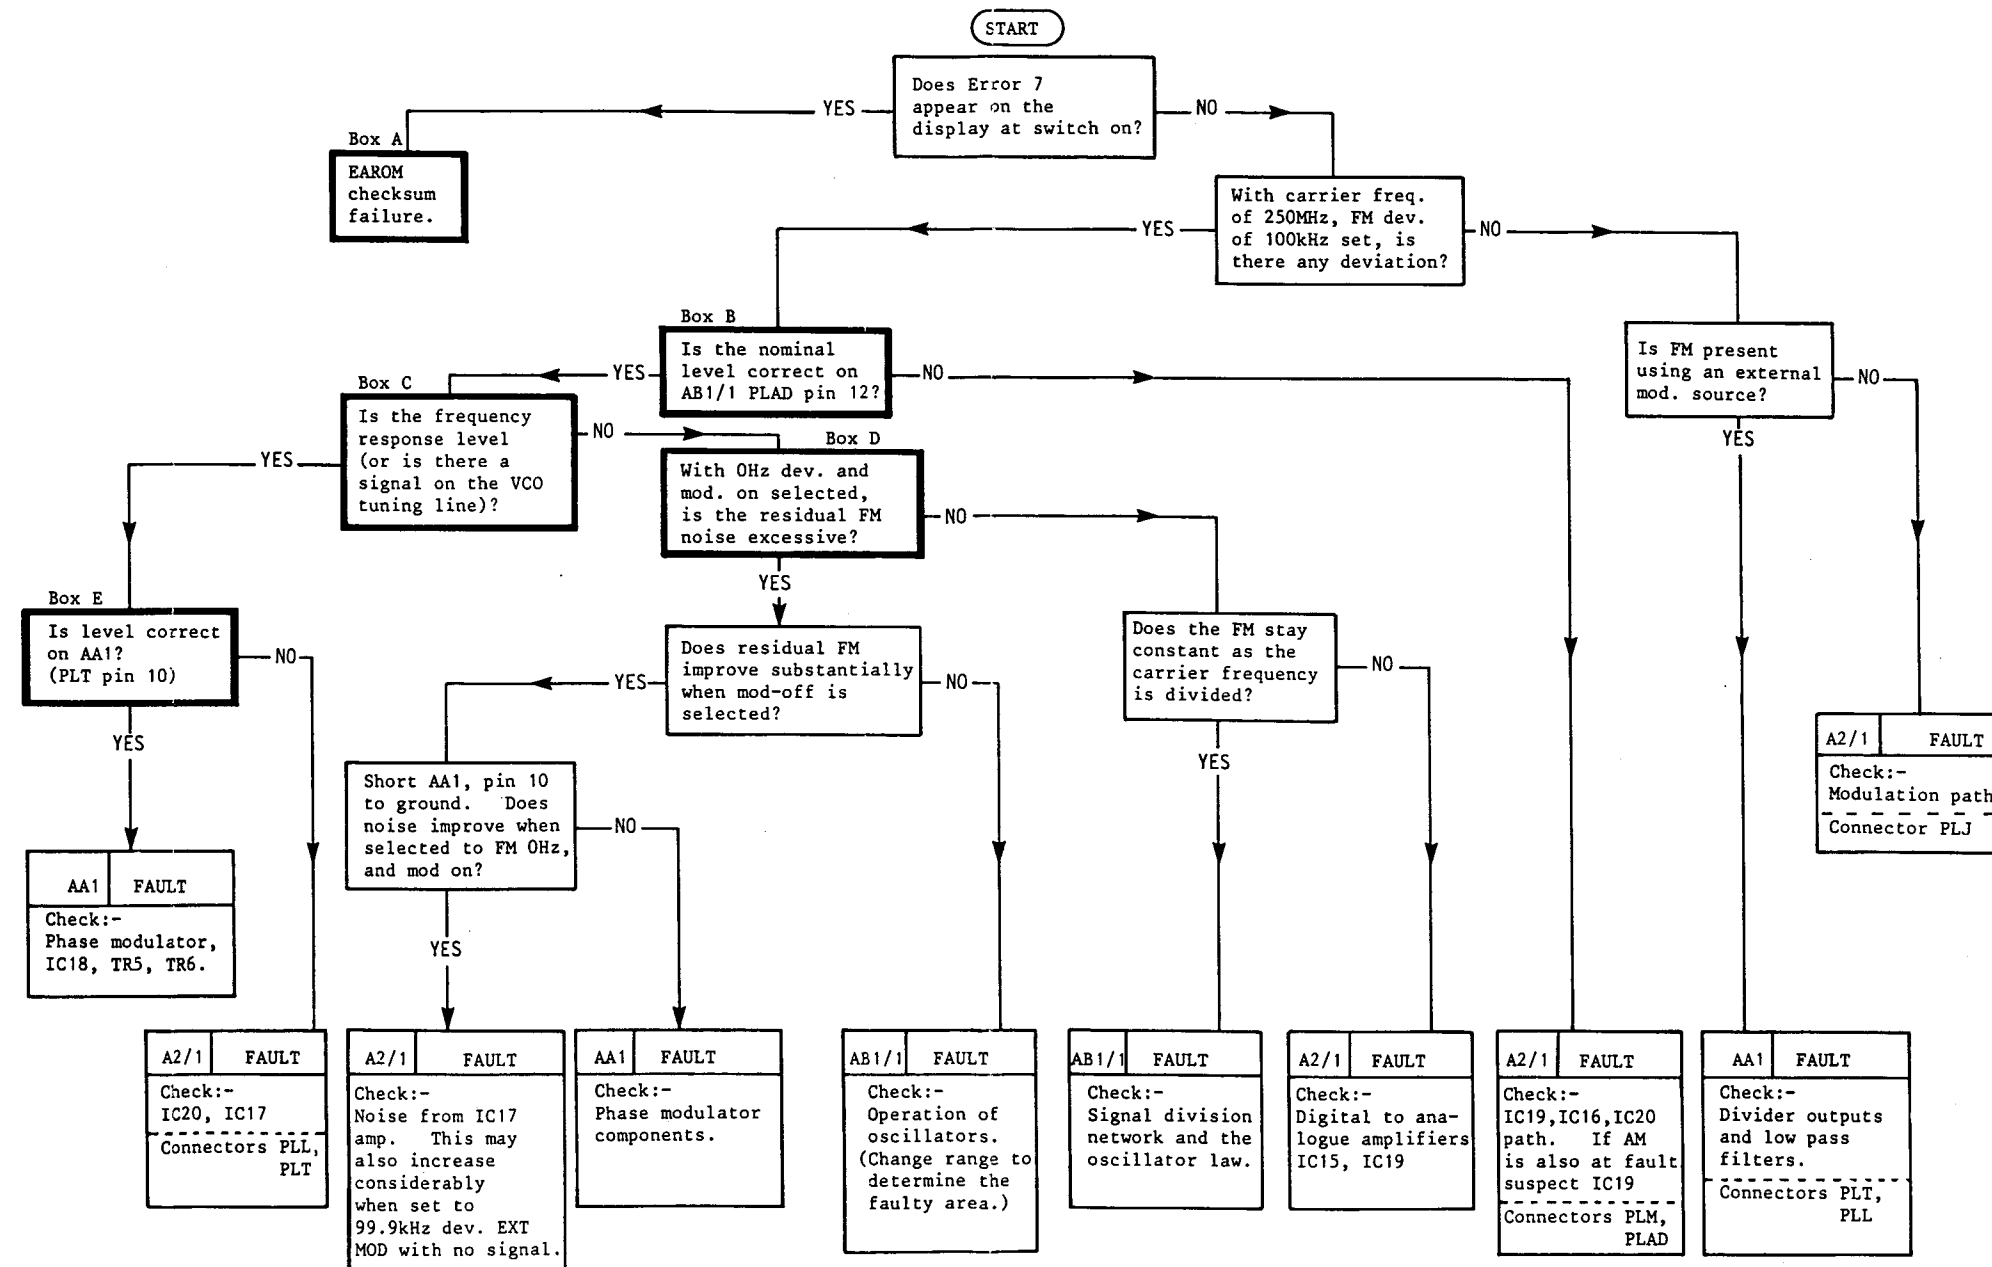 START
Does Error 7
appear on the
display at switch on?
YES
NO
Box A
EAROM
checksum
failure.
With carrier freq.
of 250MHz, FM dev.
of 100kHz set, is
there any deviation?
YES
NO
Box B
Is the nominal
level correct on
AB1/1 PLAD pin 12?
YES
NO
Is FM present
using an external
mod. source?
NO
YES
Box C
Is the frequency
response level
(or is there a
signal on the VCO
tuning line)?
YES
NO
Box D
With 0Hz dev. and
mod. on selected,
is the residual FM
noise excessive?
NO
YES
Box E
Is level correct
on AA1?
(PLT pin 10)
NO
YES
Does residual FM
improve substantially
when mod-off is
selected?
YES
NO
Does the FM stay
constant as the
carrier frequency
is divided?
NO
YES
Short AA1, pin 10
to ground. Does
noise improve when
selected to FM 0Hz,
and mod on?
NO
YES
A2/1 FAULT
Check:-
Modulation path
Connector PLJ
AA1 FAULT
Check:-
Phase modulator,
IC18, TR5, TR6.
A2/1 FAULT
Check:-
IC20, IC17
Connectors PLL,
PLT
A2/1 FAULT
Check:-
Noise from IC17
amp. This may
also increase
considerably
when set to
99.9kHz dev. EXT
MOD with no signal.
AA1 FAULT
Check:-
Phase modulator
components.
AB1/1 FAULT
Check:-
Operation of
oscillators.
(Change range to
determine the
faulty area.)
AB1/1 FAULT
Check:-
Signal division
network and the
oscillator law.
A2/1 FAULT
Check:-
Digital to ana-
logue amplifiers
IC15, IC19
A2/1 FAULT
Check:-
IC19,IC16,IC20
path. If AM
is also at fault
suspect IC19
Connectors PLM,
PLAD
AA1 FAULT
Check:-
Divider outputs
and low pass
filters.
Connectors PLT,
PLL